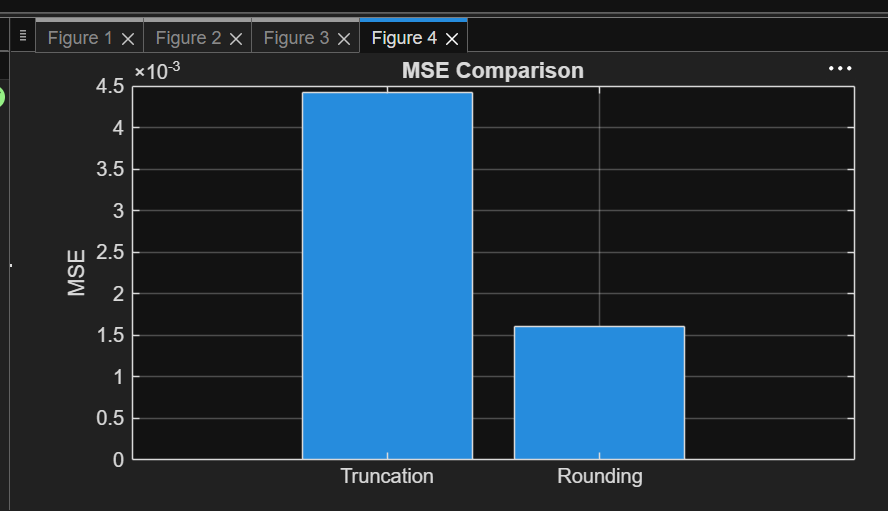 Figure 1 × Figure 2 × Figure 3 × Figure 4 ×
×10⁻³
MSE Comparison
4.5
4
3.5
3
2.5
2
1.5
1
0.5
0
MSE
Truncation
Rounding